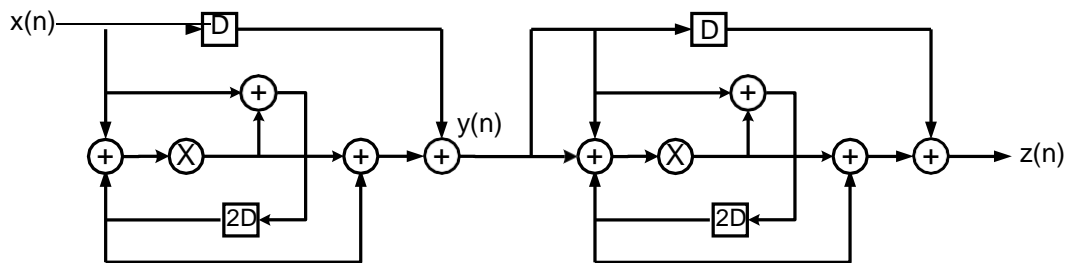 x(n) D D
+ +
y(n)
+ X + + + X + + z(n)
2D 2D